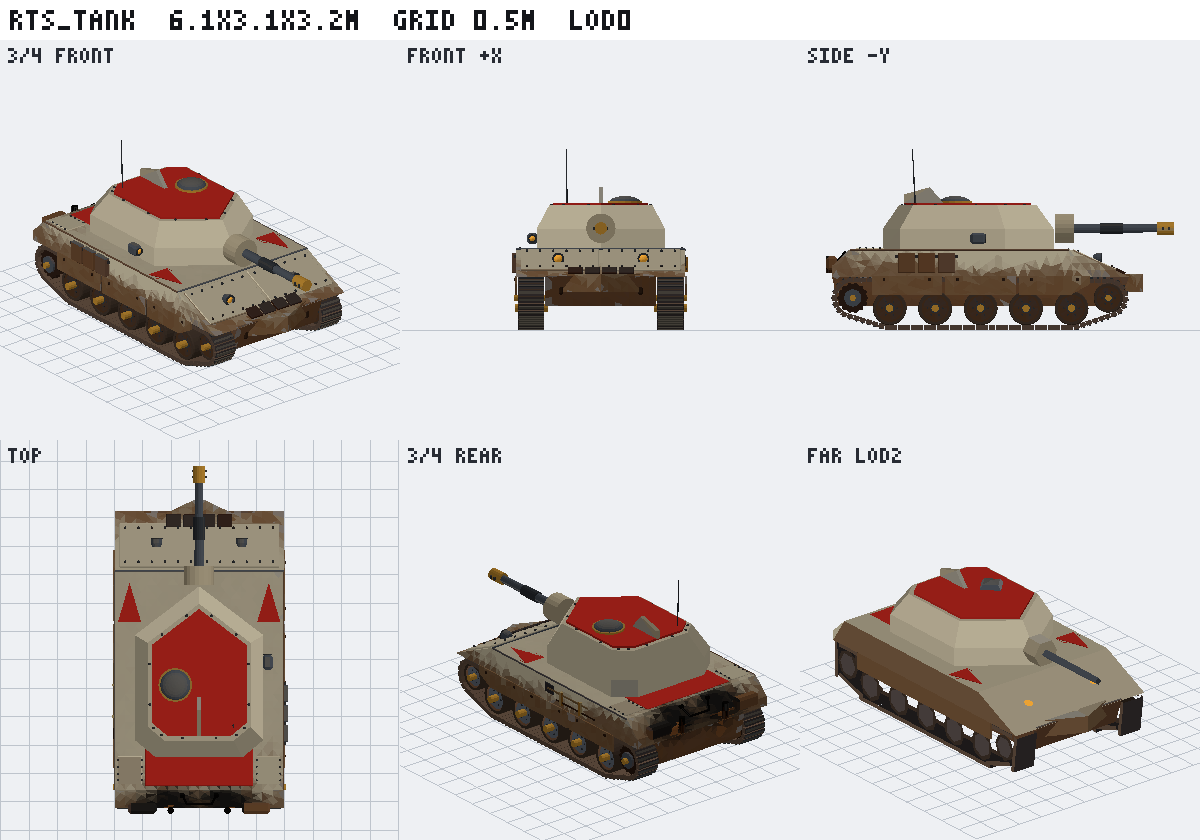 RTS_TANK 6.1X3.1X3.2M GRID 0.5M LOD0
3/4 FRONT
FRONT +X
SIDE -Y
TOP
3/4 REAR
FAR LOD2